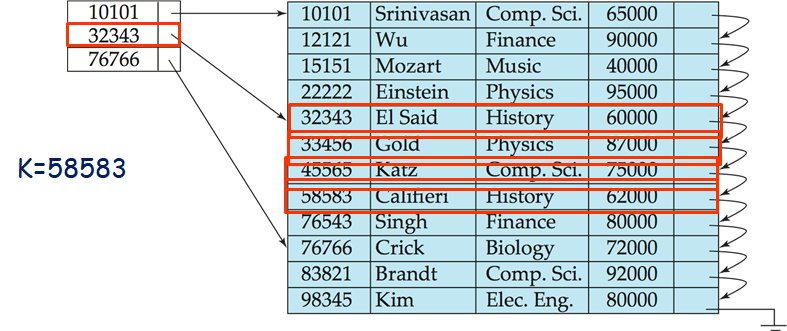 10101
32343
76766
K=58583
10101 Srinivasan Comp. Sci. 65000
12121 Wu Finance 90000
15151 Mozart Music 40000
22222 Einstein Physics 95000
32343 El Said History 60000
33456 Gold Physics 87000
45565 Katz Comp. Sci. 75000
58583 Califieri History 62000
76543 Singh Finance 80000
76766 Crick Biology 72000
83821 Brandt Comp. Sci. 92000
98345 Kim Elec. Eng. 80000